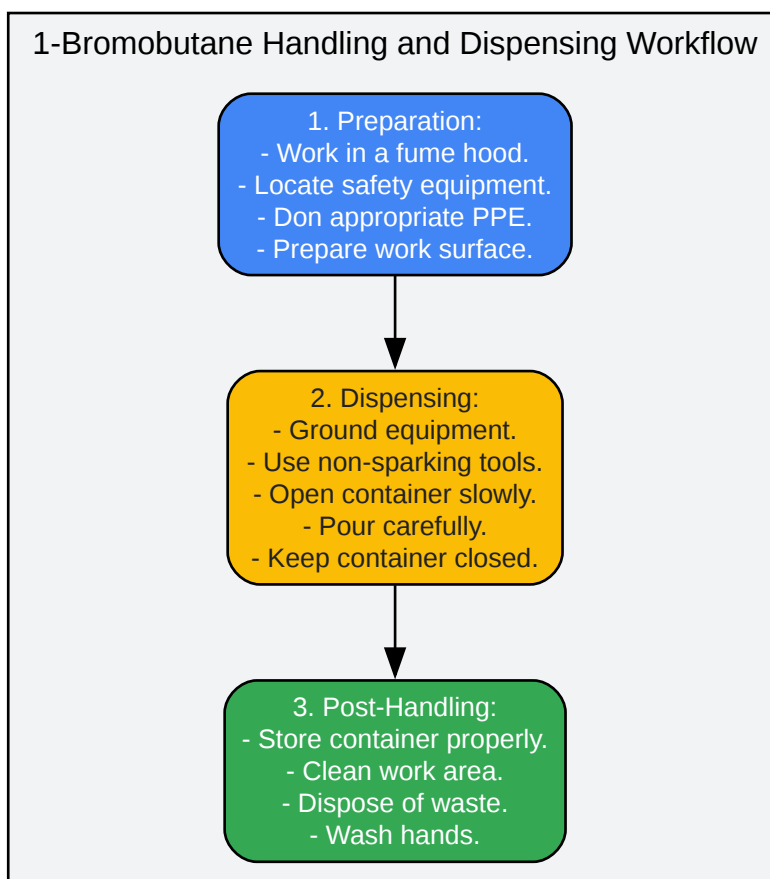 1-Bromobutane Handling and Dispensing Workflow
1. Preparation:
- Work in a fume hood.
- Locate safety equipment.
- Don appropriate PPE.
- Prepare work surface.
2. Dispensing:
- Ground equipment.
- Use non-sparking tools.
- Open container slowly.
- Pour carefully.
- Keep container closed.
3. Post-Handling:
- Store container properly.
- Clean work area.
- Dispose of waste.
- Wash hands.